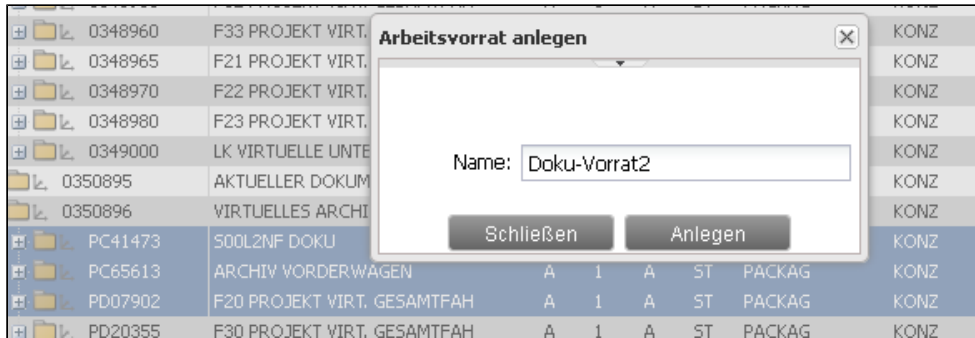 0348960 F33 PROJEKT VIRT. KONZ
Arbeitsvorrat anlegen
0348965 F21 PROJEKT VIRT. KONZ
0348970 F22 PROJEKT VIRT. KONZ
0348980 F23 PROJEKT VIRT. KONZ
0349000 LK VIRTUELLE UNTE KONZ
Name: Doku-Vorrat2
0350895 AKTUELLER DOKUM KONZ
0350896 VIRTUELLES ARCHI KONZ
Schließen Anlegen
PC41473 S00L2NF DOKU KONZ
PC65613 ARCHIV VORDERWAGEN A 1 A ST PACKAG KONZ
PD07902 F20 PROJEKT VIRT. GESAMTFAH A 1 A ST PACKAG KONZ
PD20355 F30 PROJEKT VIRT. GESAMTFAH A 1 A ST PACKAG KONZ